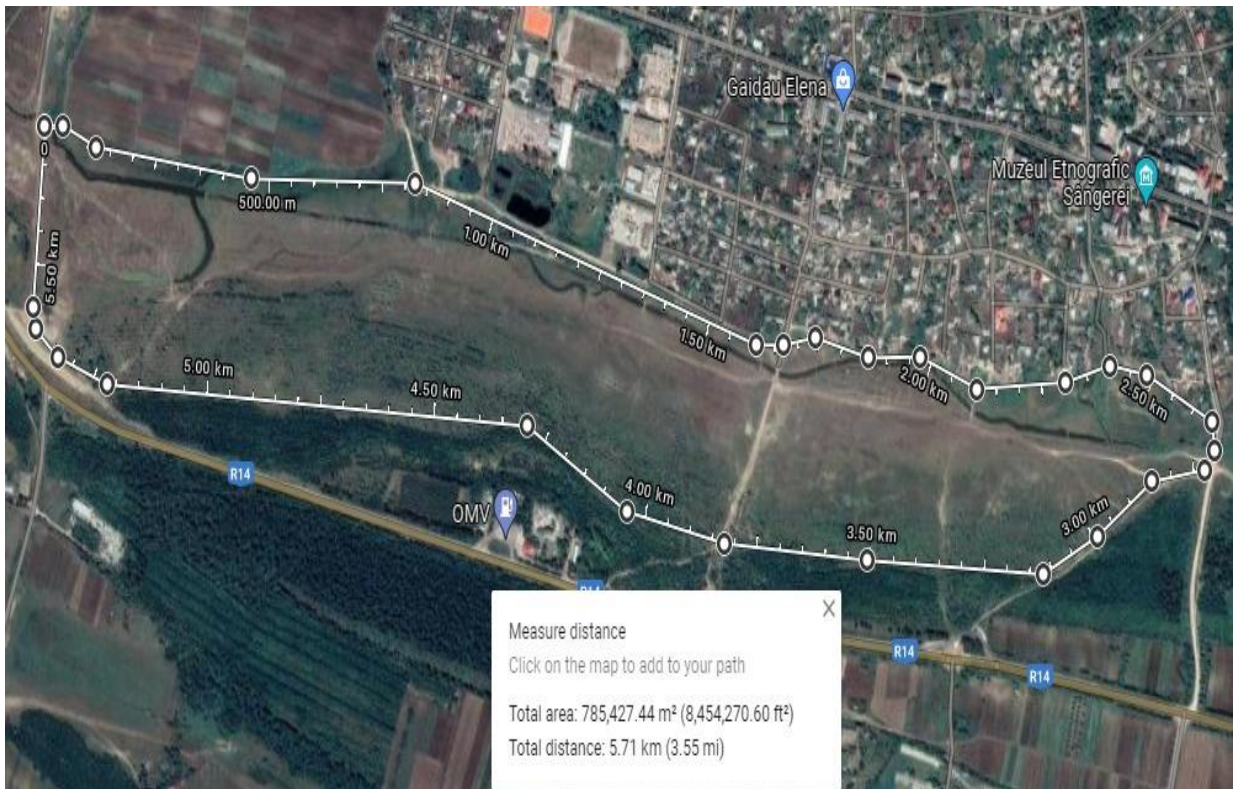 Gaidau Elena
Muzeul Etnografic
Sângerei
0
500.00 m
1.00 km
1.50 km
2.00 km
2.50 km
5.50 km
5.00 km
4.50 km
4.00 km
3.50 km
3.00 km
R14
OMV
R14
R14
R14
Measure distance
Click on the map to add to your path
Total area: 785,427.44 m² (8,454,270.60 ft²)
Total distance: 5.71 km (3.55 mi)